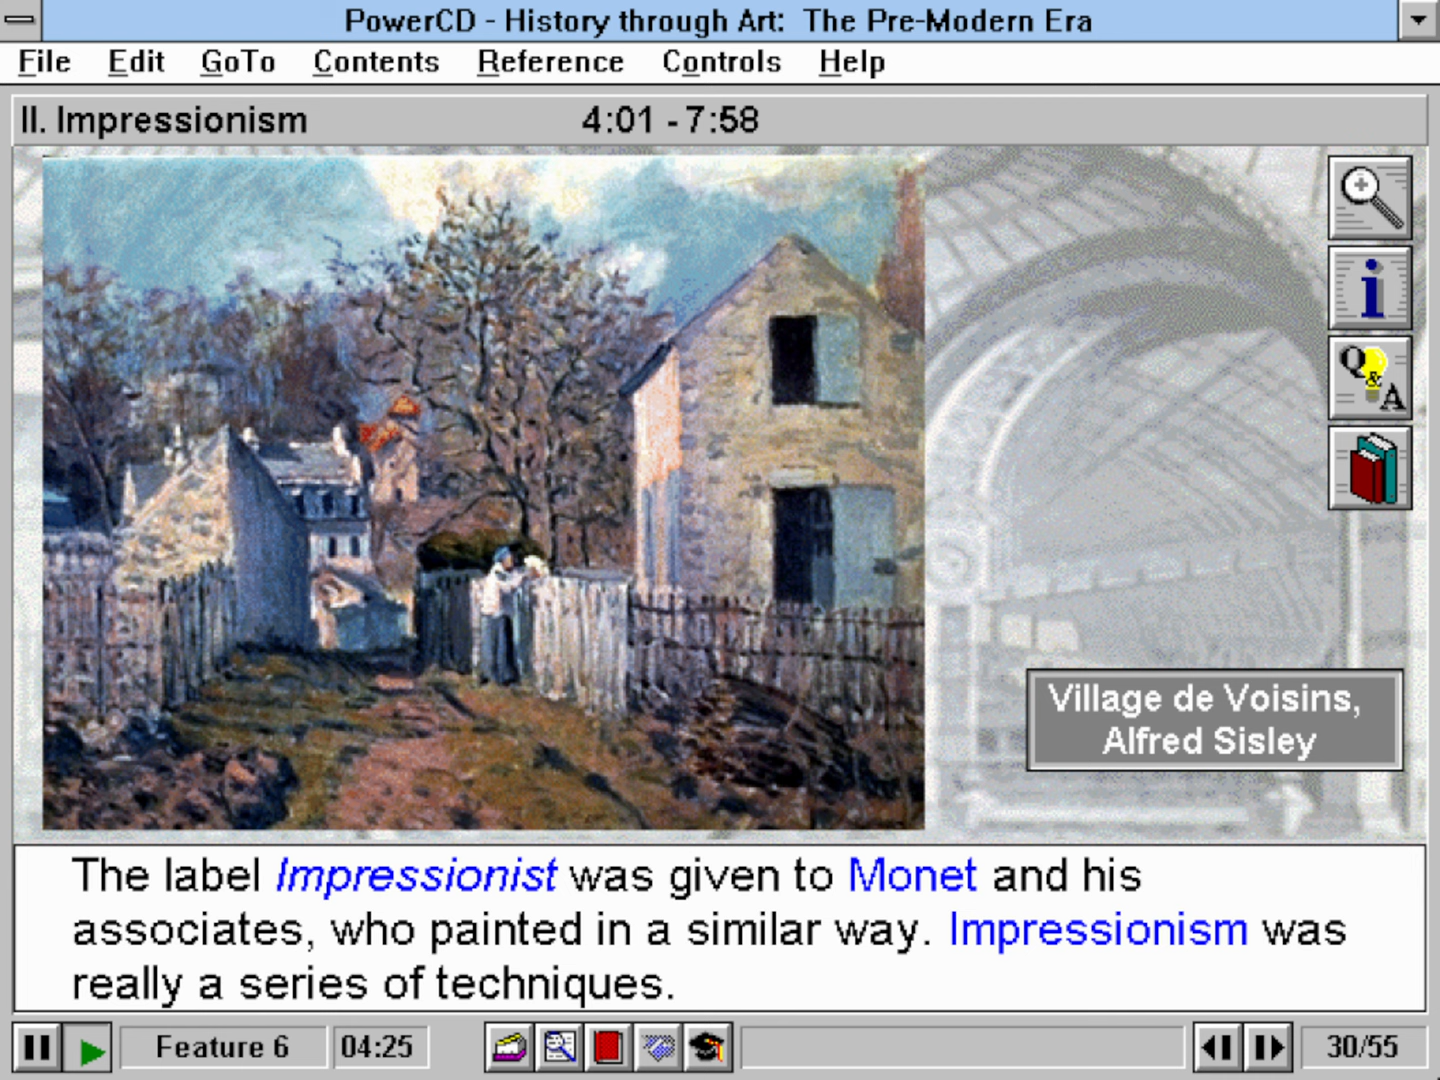 PowerCD - History through Art:  The Pre-Modern Era
File Edit GoTo Contents Reference Controls Help
II. Impressionism 4:01 - 7:58
i
Q & A
Village de Voisins,
Alfred Sisley
The label Impressionist was given to Monet and his
associates, who painted in a similar way. Impressionism was
really a series of techniques.
Feature 6 04:25 30/55